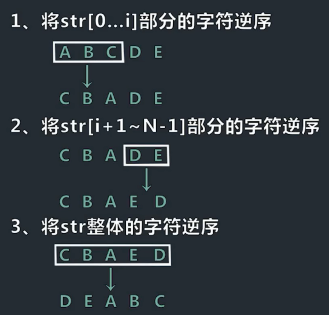 1、将str[0...i]部分的字符逆序
A B C D E
C B A D E
2、将str[i+1~N-1]部分的字符逆序
C B A D E
C B A E D
3、将str整体的字符逆序
C B A E D
D E A B C